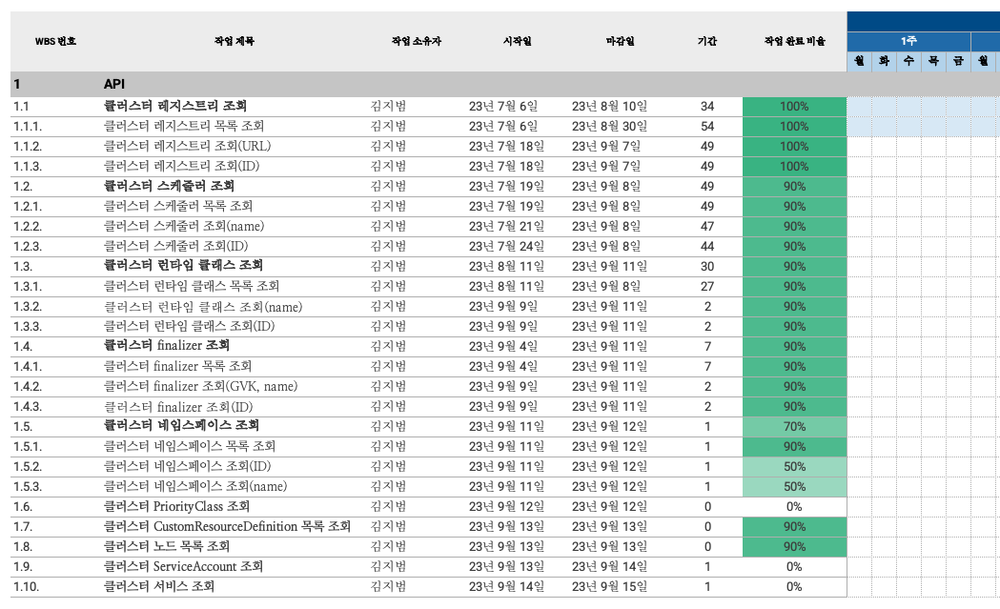 WBS 번호 작업 제목 작업 소유자 시작일 마감일 기간 작업 완료 비율 1주
월 화 수 목 금 월
1 API
1.1 클러스터 레지스트리 조회 김지범 23년 7월 6일 23년 8월 10일 34 100%
1.1.1. 클러스터 레지스트리 목록 조회 김지범 23년 7월 6일 23년 8월 30일 54 100%
1.1.2. 클러스터 레지스트리 조회(URL) 김지범 23년 7월 18일 23년 9월 7일 49 100%
1.1.3. 클러스터 레지스트리 조회(ID) 김지범 23년 7월 18일 23년 9월 7일 49 100%
1.2. 클러스터 스케줄러 조회 김지범 23년 7월 19일 23년 9월 8일 49 90%
1.2.1. 클러스터 스케줄러 목록 조회 김지범 23년 7월 19일 23년 9월 8일 49 90%
1.2.2. 클러스터 스케줄러 조회(name) 김지범 23년 7월 21일 23년 9월 8일 47 90%
1.2.3. 클러스터 스케줄러 조회(ID) 김지범 23년 7월 24일 23년 9월 8일 44 90%
1.3. 클러스터 런타임 클래스 조회 김지범 23년 8월 11일 23년 9월 11일 30 90%
1.3.1. 클러스터 런타임 클래스 목록 조회 김지범 23년 8월 11일 23년 9월 8일 27 90%
1.3.2. 클러스터 런타임 클래스 조회(name) 김지범 23년 9월 9일 23년 9월 11일 2 90%
1.3.3. 클러스터 런타임 클래스 조회(ID) 김지범 23년 9월 9일 23년 9월 11일 2 90%
1.4. 클러스터 finalizer 조회 김지범 23년 9월 4일 23년 9월 11일 7 90%
1.4.1. 클러스터 finalizer 목록 조회 김지범 23년 9월 4일 23년 9월 11일 7 90%
1.4.2. 클러스터 finalizer 조회(GVK, name) 김지범 23년 9월 9일 23년 9월 11일 2 90%
1.4.3. 클러스터 finalizer 조회(ID) 김지범 23년 9월 9일 23년 9월 11일 2 90%
1.5. 클러스터 네임스페이스 조회 김지범 23년 9월 11일 23년 9월 12일 1 70%
1.5.1. 클러스터 네임스페이스 목록 조회 김지범 23년 9월 11일 23년 9월 12일 1 90%
1.5.2. 클러스터 네임스페이스 조회(ID) 김지범 23년 9월 11일 23년 9월 12일 1 50%
1.5.3. 클러스터 네임스페이스 조회(name) 김지범 23년 9월 11일 23년 9월 12일 1 50%
1.6. 클러스터 PriorityClass 조회 김지범 23년 9월 12일 23년 9월 12일 0 0%
1.7. 클러스터 CustomResourceDefinition 목록 조회 김지범 23년 9월 13일 23년 9월 13일 0 90%
1.8. 클러스터 노드 목록 조회 김지범 23년 9월 13일 23년 9월 13일 0 90%
1.9. 클러스터 ServiceAccount 조회 김지범 23년 9월 13일 23년 9월 14일 1 0%
1.10. 클러스터 서비스 조회 김지범 23년 9월 14일 23년 9월 15일 1 0%